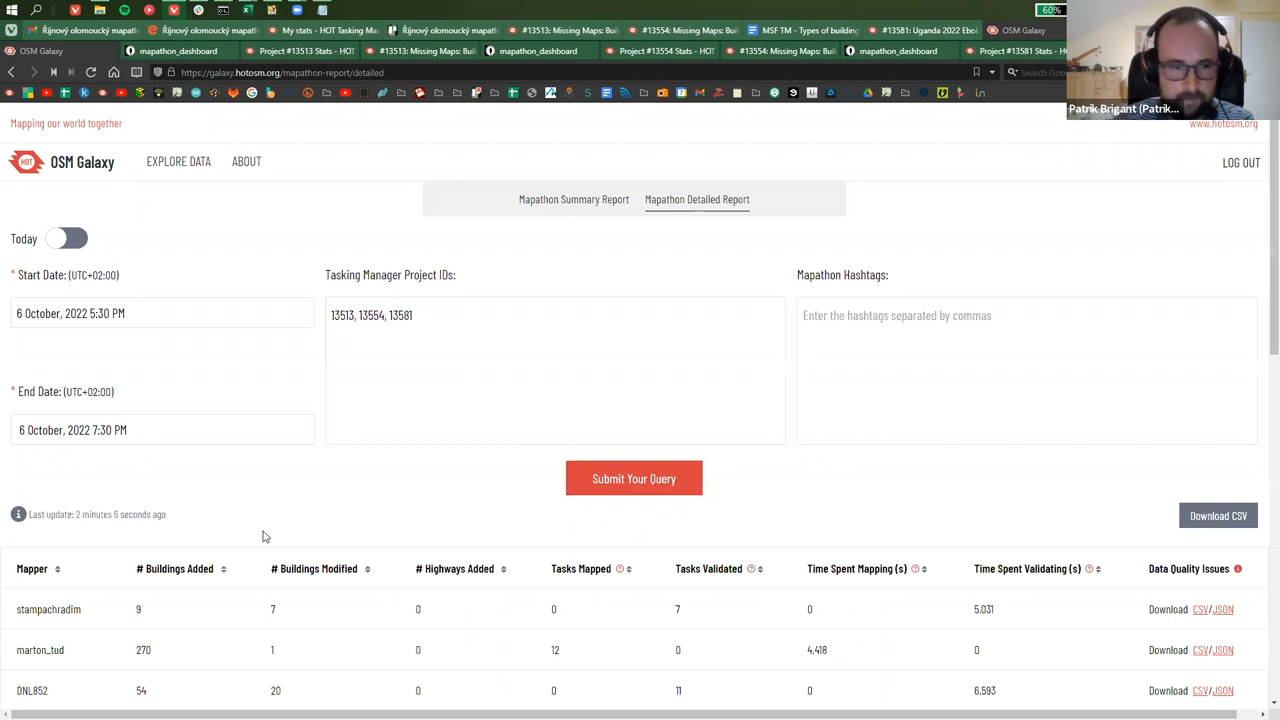 Říjnový olomoucký mapath
Říjnový olomoucký mapath
My stats - HOT Tasking M
Říjnový olomoucký mapath
#13513: Missing Maps: Bui
#13554: Missing Maps: Bui
MSF TM - Types of building
#13581: Uganda 2022 Ebol
OSM Galaxy
60%
OSM Galaxy
mapathon_dashboard
Project #13513 Stats - HOT
#13513: Missing Maps: Bui
mapathon_dashboard
Project #13554 Stats - HOT
#13554: Missing Maps: Bui
mapathon_dashboard
Project #13581 Stats - HOT
https://galaxy.hotosm.org/mapathon-report/detailed
Search Goog
Patrik Brigant (Patrik...
Mapping our world together
www.hotosm.org
HOT
OSM Galaxy
EXPLORE DATA
ABOUT
LOG OUT
Mapathon Summary Report
Mapathon Detailed Report
Today
* Start Date: (UTC+02:00)
Tasking Manager Project IDs:
Mapathon Hashtags:
6 October, 2022 5:30 PM
13513, 13554, 13581
Enter the hashtags separated by commas
* End Date: (UTC+02:00)
6 October, 2022 7:30 PM
Submit Your Query
Last update: 2 minutes 6 seconds ago
Download CSV
Mapper # Buildings Added # Buildings Modified # Highways Added Tasks Mapped Tasks Validated Time Spent Mapping (s) Time Spent Validating (s) Data Quality Issues
stampachradim 9 7 0 0 7 0 5,031 Download CSV/JSON
marton_tud 270 1 0 12 0 4,418 0 Download CSV/JSON
DNL852 54 20 0 0 11 0 6,593 Download CSV/JSON